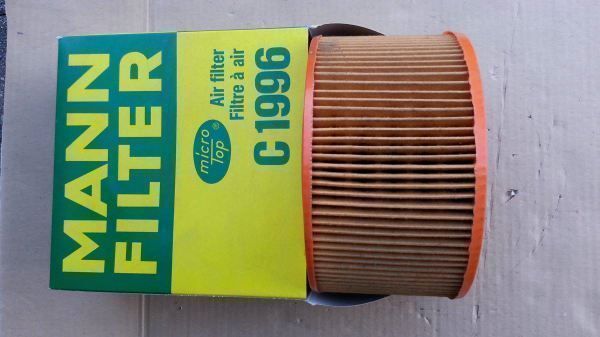 MANN
FILTER
micro
Top
®
Air filter
Filtre à air
C 1996